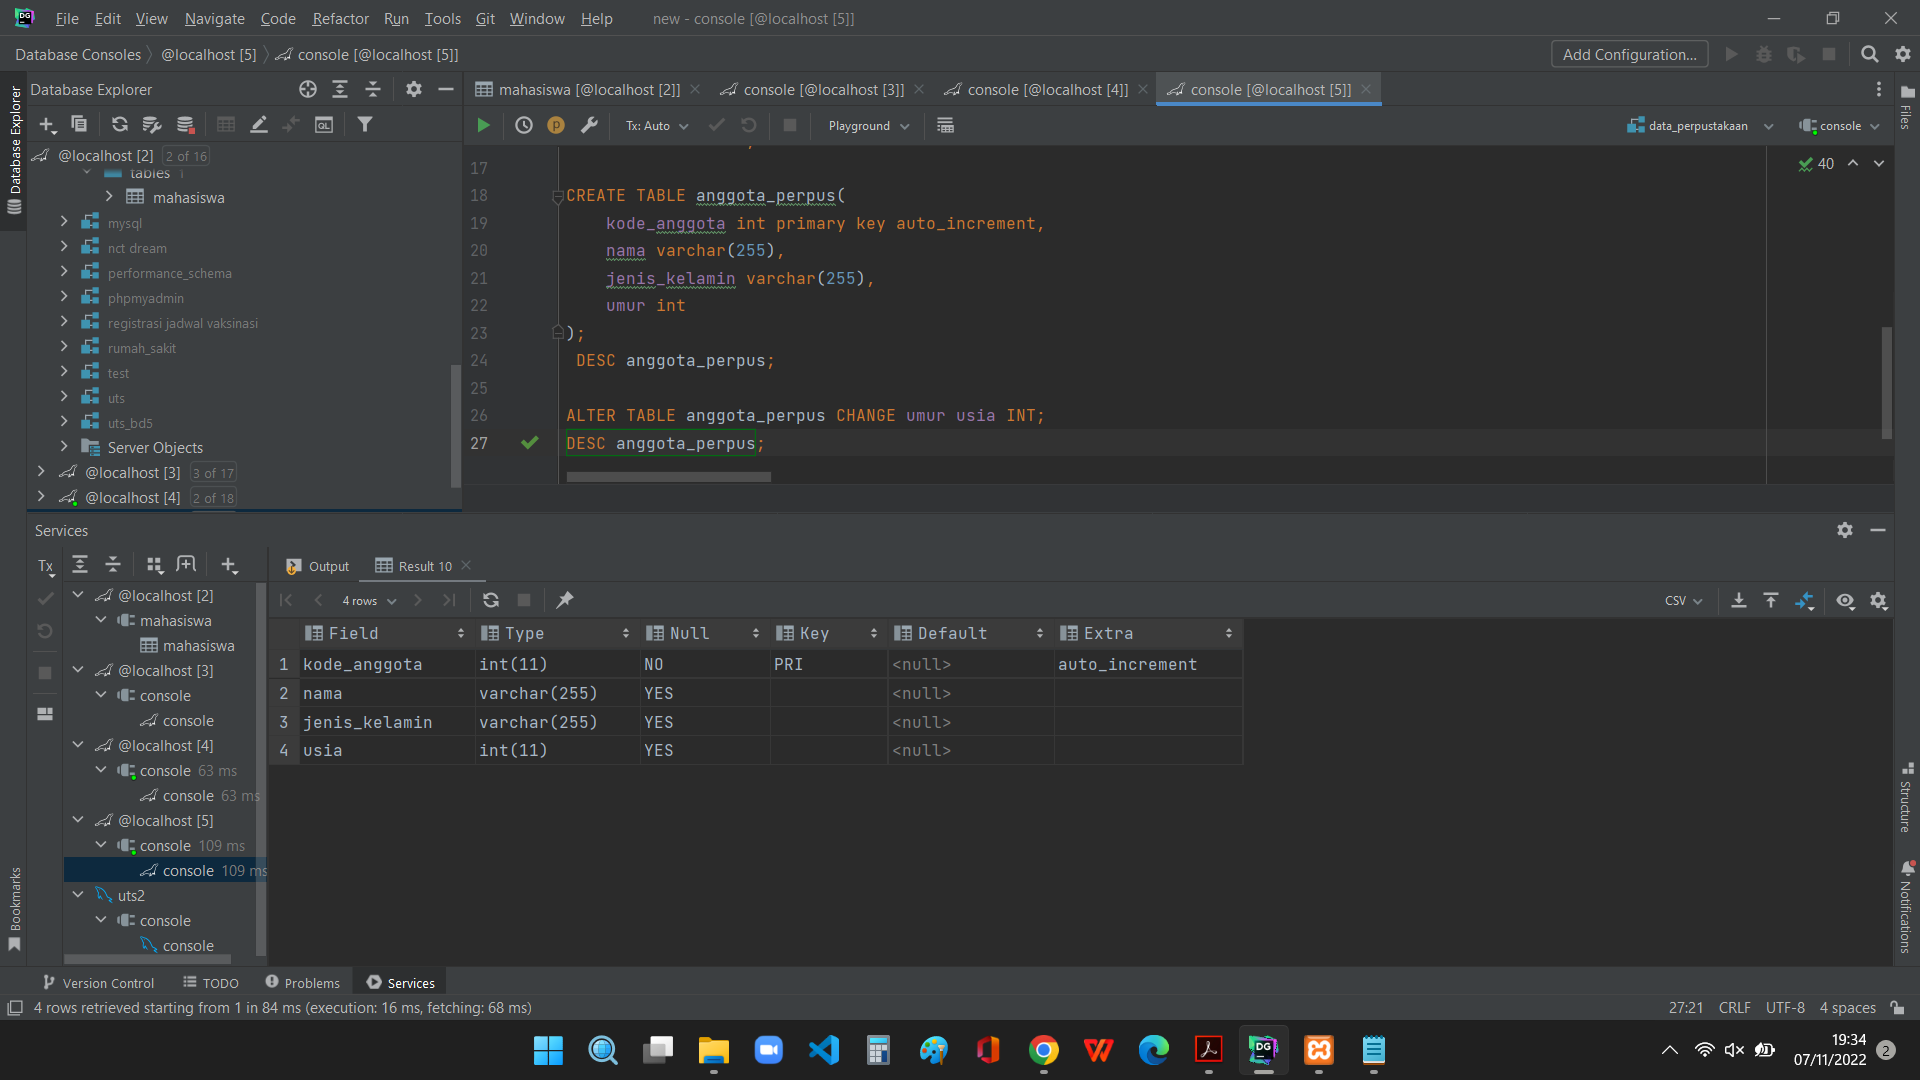 File Edit View Navigate Code Refactor Run Tools Git Window Help new - console [@localhost [5]]
Database Consoles @localhost [5] console [@localhost [5]] Add Configuration...
Database Explorer
mahasiswa [@localhost [2]] console [@localhost [3]] console [@localhost [4]] console [@localhost [5]]
Tx: Auto Playground data_perpustakaan console
Database Explorer
Files
@localhost [2] 2 of 16
tables
mahasiswa
mysql
nct dream
performance_schema
phpmyadmin
registrasi jadwal vaksinasi
rumah_sakit
test
uts
uts_bd5
Server Objects
@localhost [3] 3 of 17
@localhost [4] 2 of 18
40
17
18 CREATE TABLE anggota_perpus(
19 kode_anggota int primary key auto_increment,
20 nama varchar(255),
21 jenis_kelamin varchar(255),
22 umur int
23 );
24 DESC anggota_perpus;
25
26 ALTER TABLE anggota_perpus CHANGE umur usia INT;
27 DESC anggota_perpus;
Services
Tx
@localhost [2]
mahasiswa
mahasiswa
@localhost [3]
console
console
@localhost [4]
console 63 ms
console 63 ms
@localhost [5]
console 109 ms
console 109 ms
uts2
console
console
Output Result 10
4 rows CSV
Field Type Null Key Default Extra
1 kode_anggota int(11) NO PRI <null> auto_increment
2 nama varchar(255) YES <null>
3 jenis_kelamin varchar(255) YES <null>
4 usia int(11) YES <null>
Structure
Notifications
Bookmarks
Version Control TODO Problems Services
4 rows retrieved starting from 1 in 84 ms (execution: 16 ms, fetching: 68 ms) 27:21 CRLF UTF-8 4 spaces
DG
19:34
07/11/2022 2